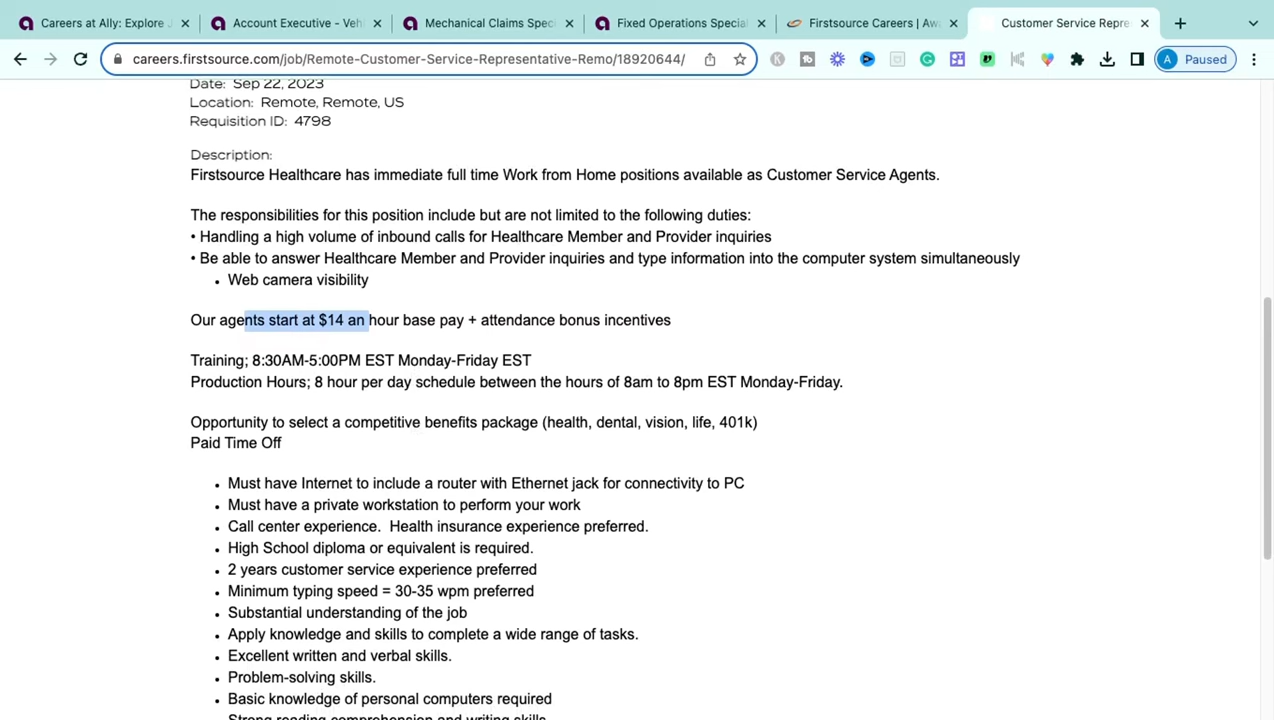 Careers at Ally: Explore J
Account Executive - Veh
Mechanical Claims Spec
Fixed Operations Special
Firstsource Careers | Awa
Customer Service Repre
careers.firstsource.com/job/Remote-Customer-Service-Representative-Remo/18920644/
A Paused
Date: Sep 22, 2023
Location: Remote, Remote, US
Requisition ID: 4798
Description:
Firstsource Healthcare has immediate full time Work from Home positions available as Customer Service Agents.
The responsibilities for this position include but are not limited to the following duties:
• Handling a high volume of inbound calls for Healthcare Member and Provider inquiries
• Be able to answer Healthcare Member and Provider inquiries and type information into the computer system simultaneously
• Web camera visibility
Our agents start at $14 an hour base pay + attendance bonus incentives
Training; 8:30AM-5:00PM EST Monday-Friday EST
Production Hours; 8 hour per day schedule between the hours of 8am to 8pm EST Monday-Friday.
Opportunity to select a competitive benefits package (health, dental, vision, life, 401k)
Paid Time Off
• Must have Internet to include a router with Ethernet jack for connectivity to PC
• Must have a private workstation to perform your work
• Call center experience. Health insurance experience preferred.
• High School diploma or equivalent is required.
• 2 years customer service experience preferred
• Minimum typing speed = 30-35 wpm preferred
• Substantial understanding of the job
• Apply knowledge and skills to complete a wide range of tasks.
• Excellent written and verbal skills.
• Problem-solving skills.
• Basic knowledge of personal computers required
• Strong reading comprehension and writing skills